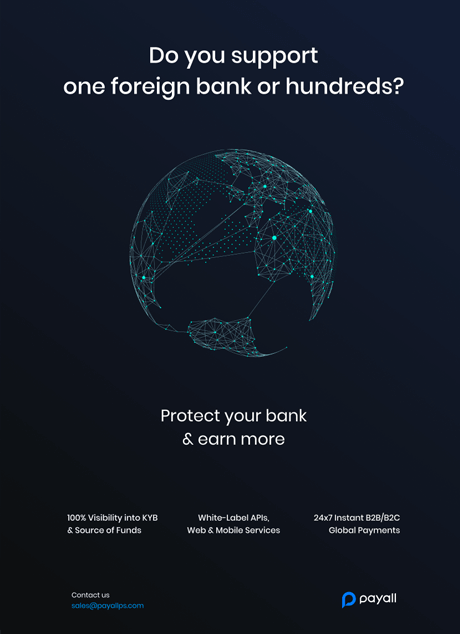 Do you support
one foreign bank or hundreds?
Protect your bank
& earn more
100% Visibility into KYB
& Source of Funds
White-Label APIs,
Web & Mobile Services
24x7 Instant B2B/B2C
Global Payments
Contact us
sales@payallps.com
payall